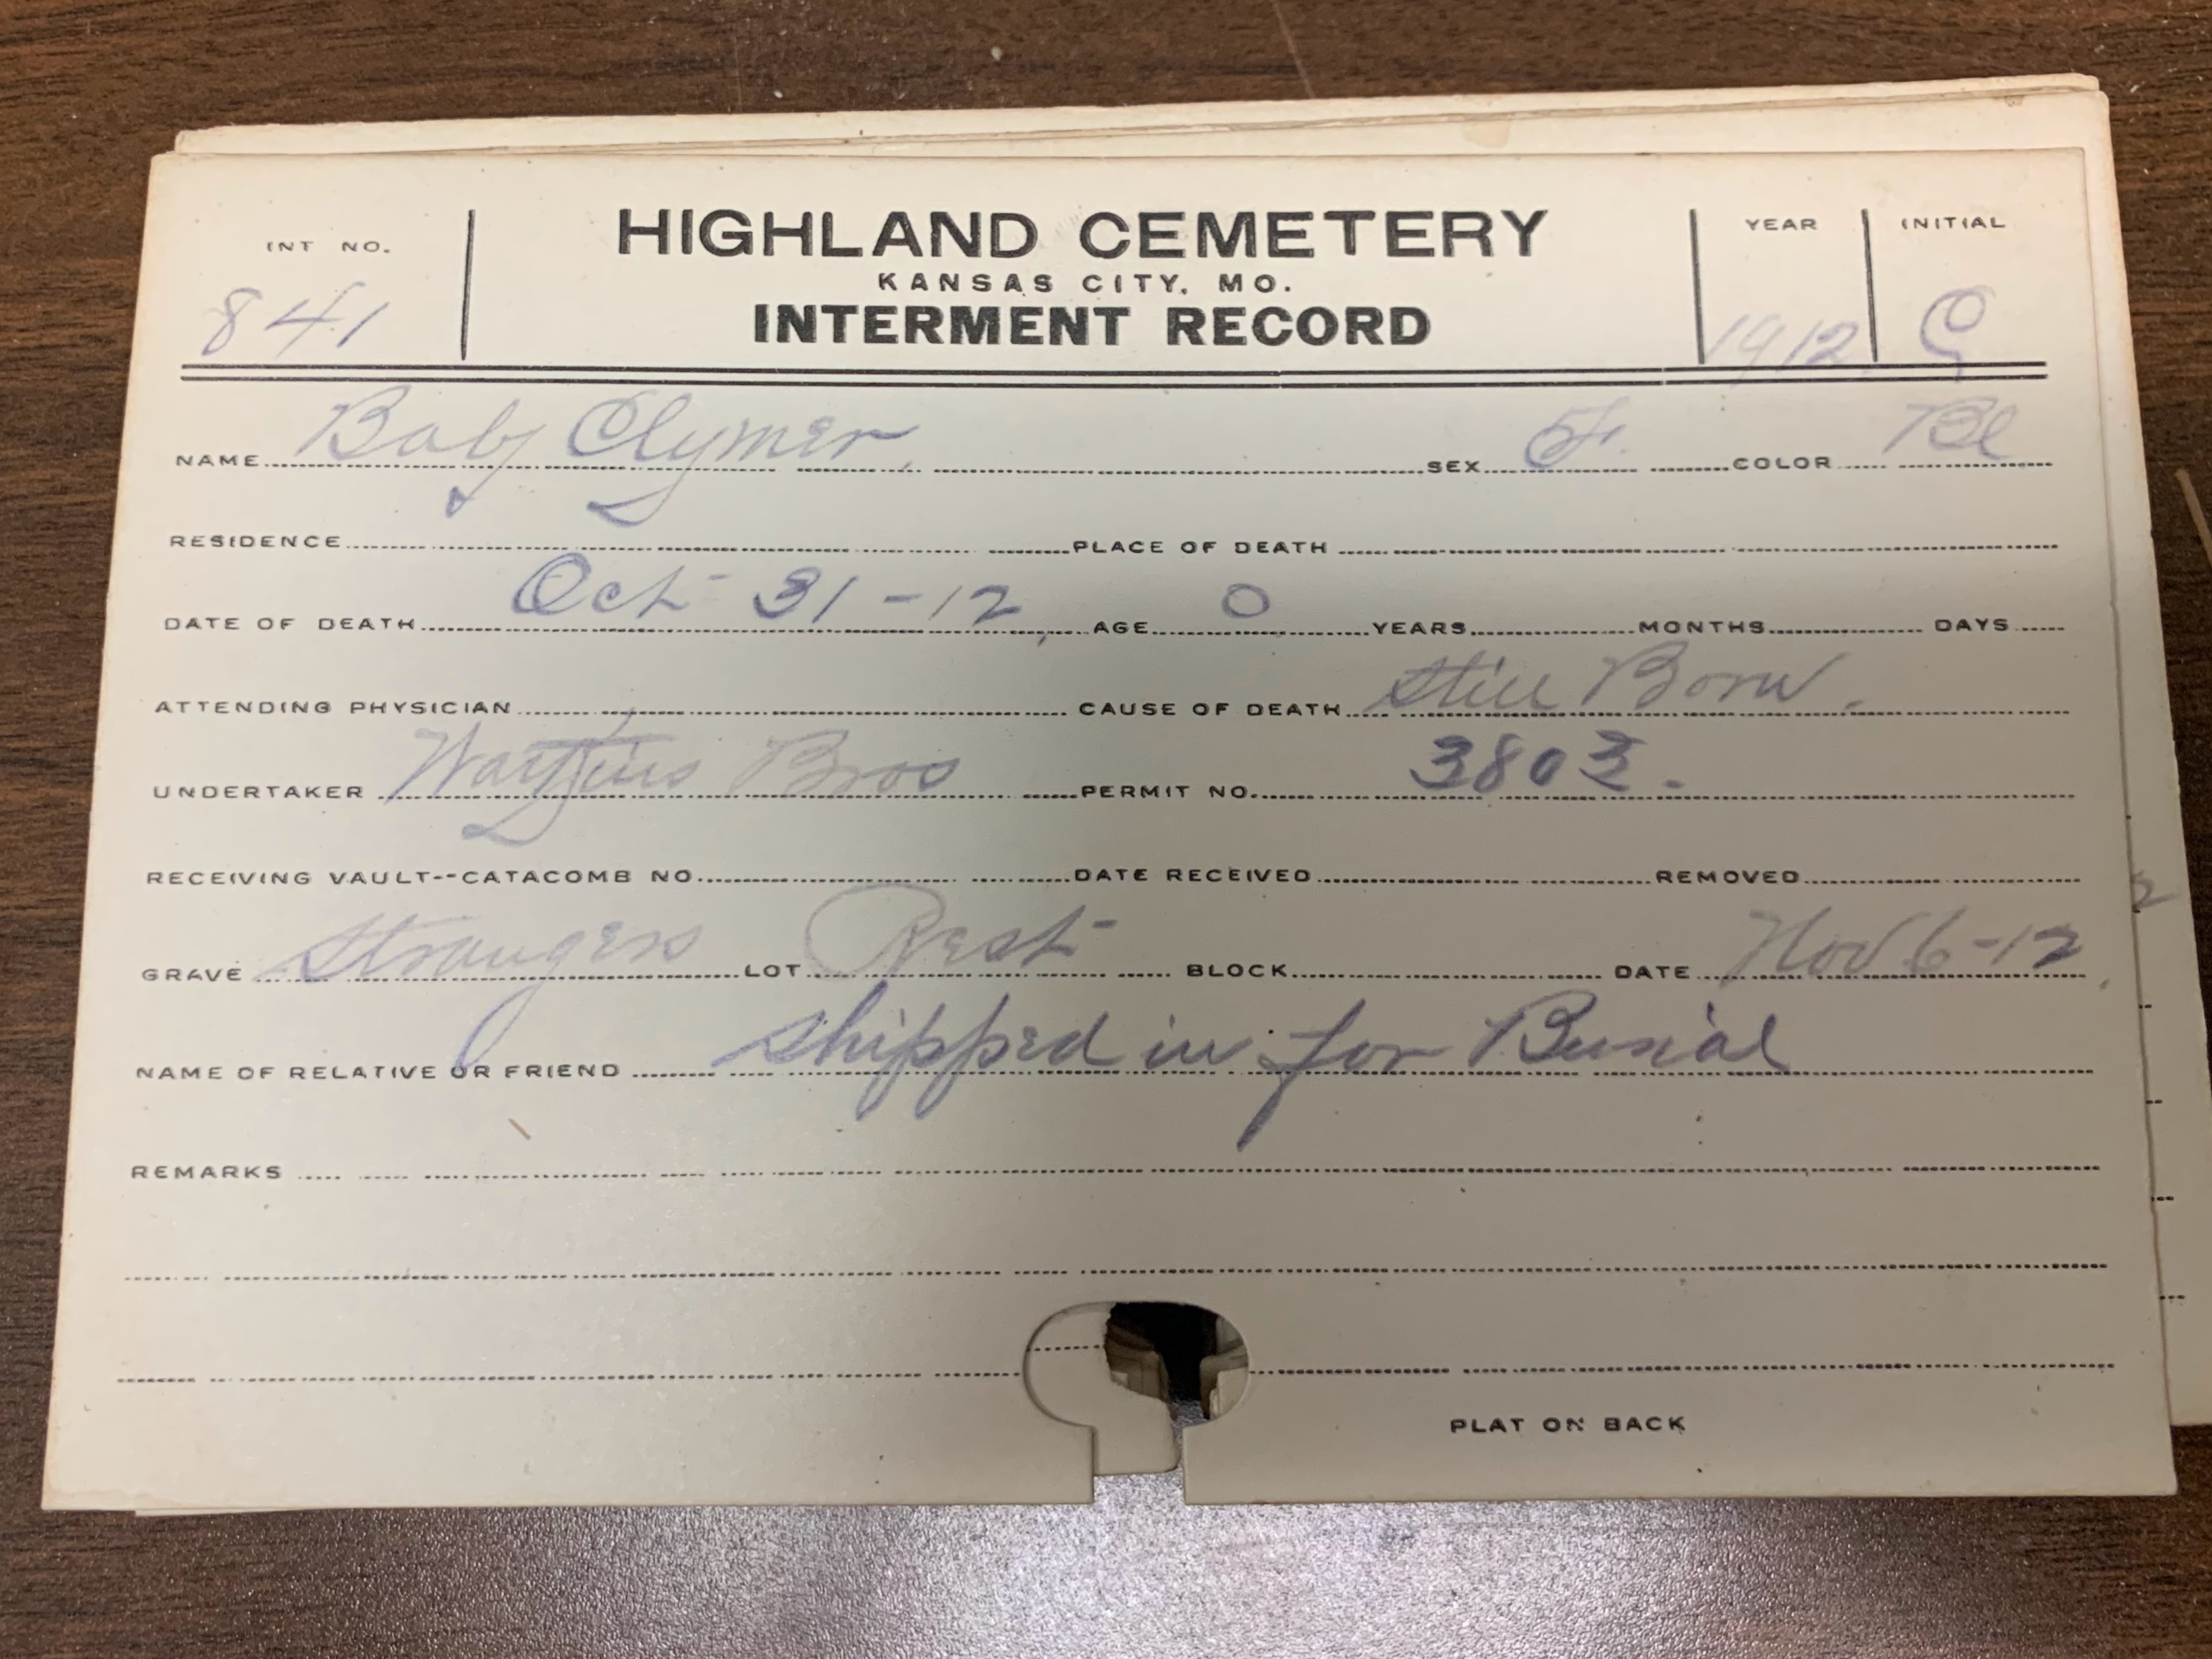 INT NO. 841
HIGHLAND CEMETERY
KANSAS CITY, MO.
INTERMENT RECORD
YEAR 1912 INITIAL C
NAME Baby Clymer. SEX F. COLOR Bl
RESIDENCE PLACE OF DEATH
DATE OF DEATH Oct - 31 - 12, AGE 0 YEARS MONTHS DAYS
ATTENDING PHYSICIAN CAUSE OF DEATH Still Born.
UNDERTAKER Bros PERMIT NO. 3803.
RECEIVING VAULT--CATACOMB NO. DATE RECEIVED REMOVED
GRAVE Strangers LOT Rest BLOCK DATE Nov 6-12,
NAME OF RELATIVE OR FRIEND shipped in for Burial
REMARKS
PLAT ON BACK